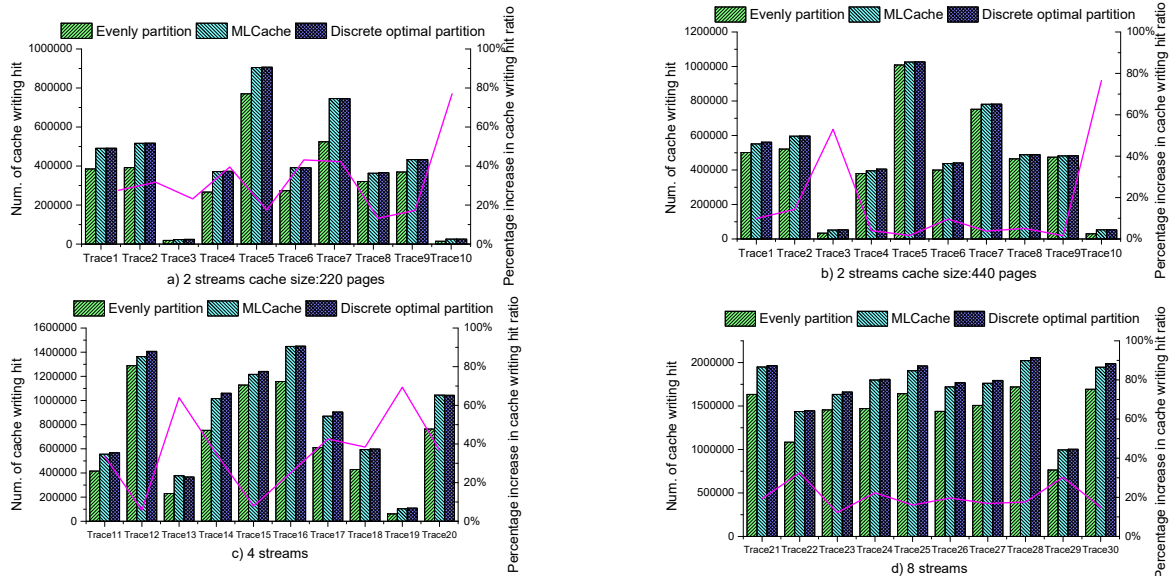 Evenly partition MLCache Discrete optimal partition
Num. of cache writing hit
1000000
800000
600000
400000
200000
0
100%
80%
60%
40%
20%
0%
Percentage increase in cache writing hit ratio
Trace1 Trace2 Trace3 Trace4 Trace5 Trace6 Trace7 Trace8 Trace9 Trace10
a) 2 streams cache size:220 pages
Evenly partition MLCache Discrete optimal partition
Num. of cache writing hit
1200000
1000000
800000
600000
400000
200000
0
100%
80%
60%
40%
20%
0%
Percentage increase in cache writing hit ratio
Trace1 Trace2 Trace3 Trace4 Trace5 Trace6 Trace7 Trace8 Trace9 Trace10
b) 2 streams cache size:440 pages
Evenly partition MLCache Discrete optimal partition
Num. of cache writing hit
1600000
1400000
1200000
1000000
800000
600000
400000
200000
0
100%
80%
60%
40%
20%
0%
Percentage increase in cache writing hit ratio
Trace11 Trace12 Trace13 Trace14 Trace15 Trace16 Trace17 Trace18 Trace19 Trace20
c) 4 streams
Evenly partition MLCache Discrete optimal partition
Num. of cache writing hit
2000000
1500000
1000000
500000
0
100%
80%
60%
40%
20%
0%
Percentage increase in cache writing hit ratio
Trace21 Trace22 Trace23 Trace24 Trace25 Trace26 Trace27 Trace28 Trace29 Trace30
d) 8 streams